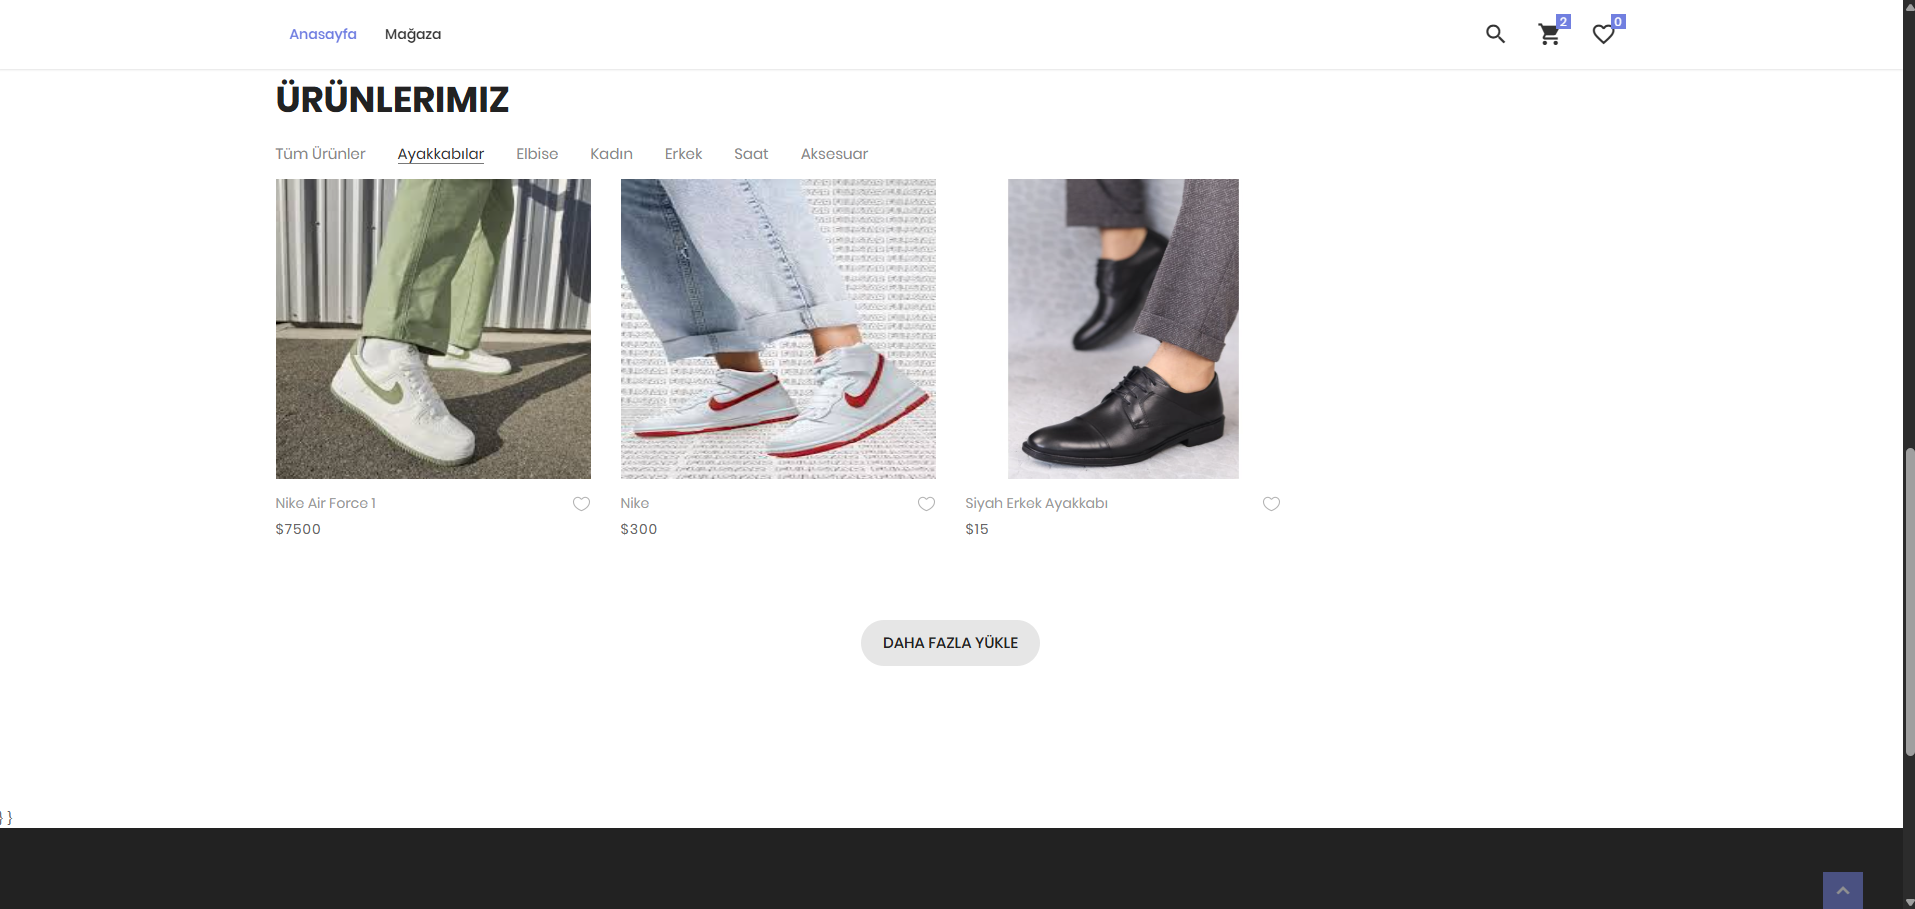 Anasayfa Mağaza 2 0
ÜRÜNLERIMIZ
Tüm Ürünler Ayakkabılar Elbise Kadın Erkek Saat Aksesuar
Nike Air Force 1 Nike Siyah Erkek Ayakkabı
$7500 $300 $15
DAHA FAZLA YÜKLE
} }